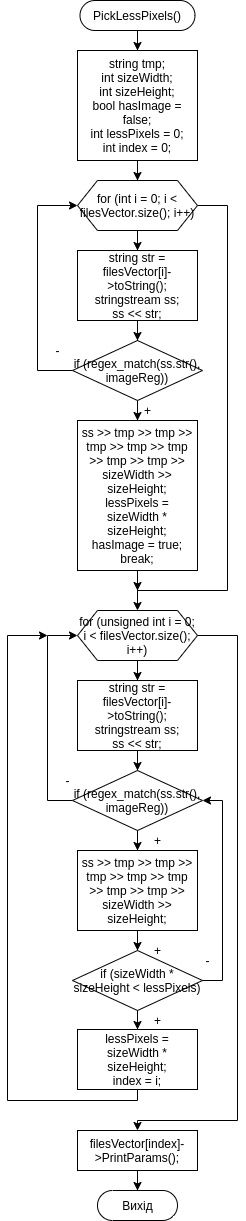 PickLessPixels()
string tmp;
int sizeWidth;
int sizeHeight;
bool hasImage =
false;
int lessPixels = 0;
int index = 0;
for (int i = 0; i <
filesVector.size(); i++)
string str =
filesVector[i]-
>toString();
stringstream ss;
ss << str;
if (regex_match(ss.str(),
imageReg))
-
+
ss >> tmp >> tmp >>
tmp >> tmp >> tmp
>> tmp >> tmp >>
sizeWidth >>
sizeHeight;
lessPixels =
sizeWidth *
sizeHeight;
hasImage = true;
break;
for (unsigned int i = 0;
i < filesVector.size();
i++)
string str =
filesVector[i]-
>toString();
stringstream ss;
ss << str;
-
if (regex_match(ss.str(),
imageReg))
+
ss >> tmp >> tmp >>
tmp >> tmp >> tmp
>> tmp >> tmp >>
sizeWidth >>
sizeHeight;
+
-
if (sizeWidth *
sizeHeight < lessPixels)
+
lessPixels =
sizeWidth *
sizeHeight;
index = i;
filesVector[index]-
>PrintParams();
Вихід